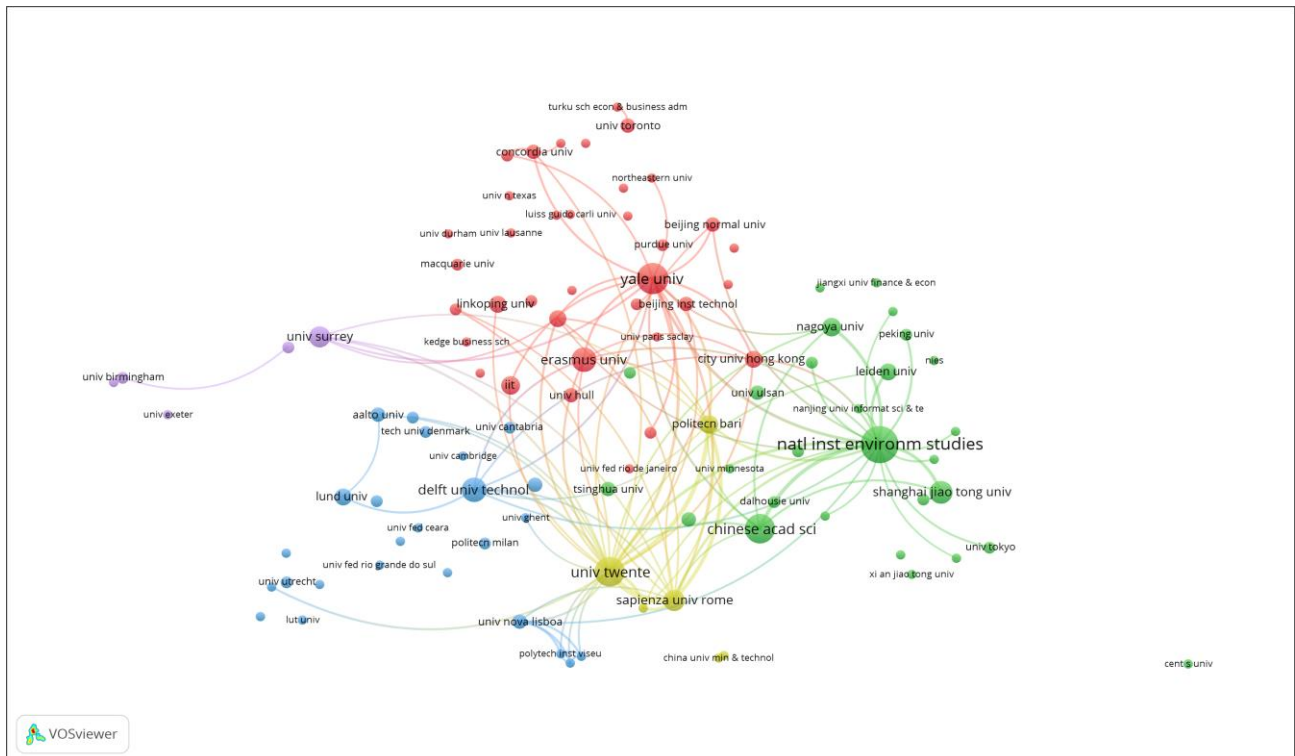 turku sch econ & business adm
univ toronto
concordia univ
northeastern univ
univ n texas
luiss guido carli univ
beijing normal univ
univ durham
univ lausanne
purdue univ
macquarie univ
yale univ
jiangxi univ finance & econ
linkoping univ
beijing inst technol
nagoya univ
univ surrey
univ paris saclay
peking univ
kedge business sch
erasmus univ
city univ hong kong
nies
leiden univ
univ birmingham
iit
univ hull
univ ulsan
nanjing univ informat sci & te
univ exeter
aalto univ
tech univ denmark
univ cantabria
politecn bari
natl inst environm studies
univ cambridge
univ fed rio de janeiro
univ minnesota
lund univ
delft univ technol
tsinghua univ
shanghai jiao tong univ
dalhousie univ
univ ghent
univ fed ceara
chinese acad sci
politecn milan
univ tokyo
univ fed rio grande do sul
univ twente
xi an jiao tong univ
univ utrecht
sapienza univ rome
lut univ
univ nova lisboa
polytech inst viseu
china univ min & technol
cent s univ
VOSviewer